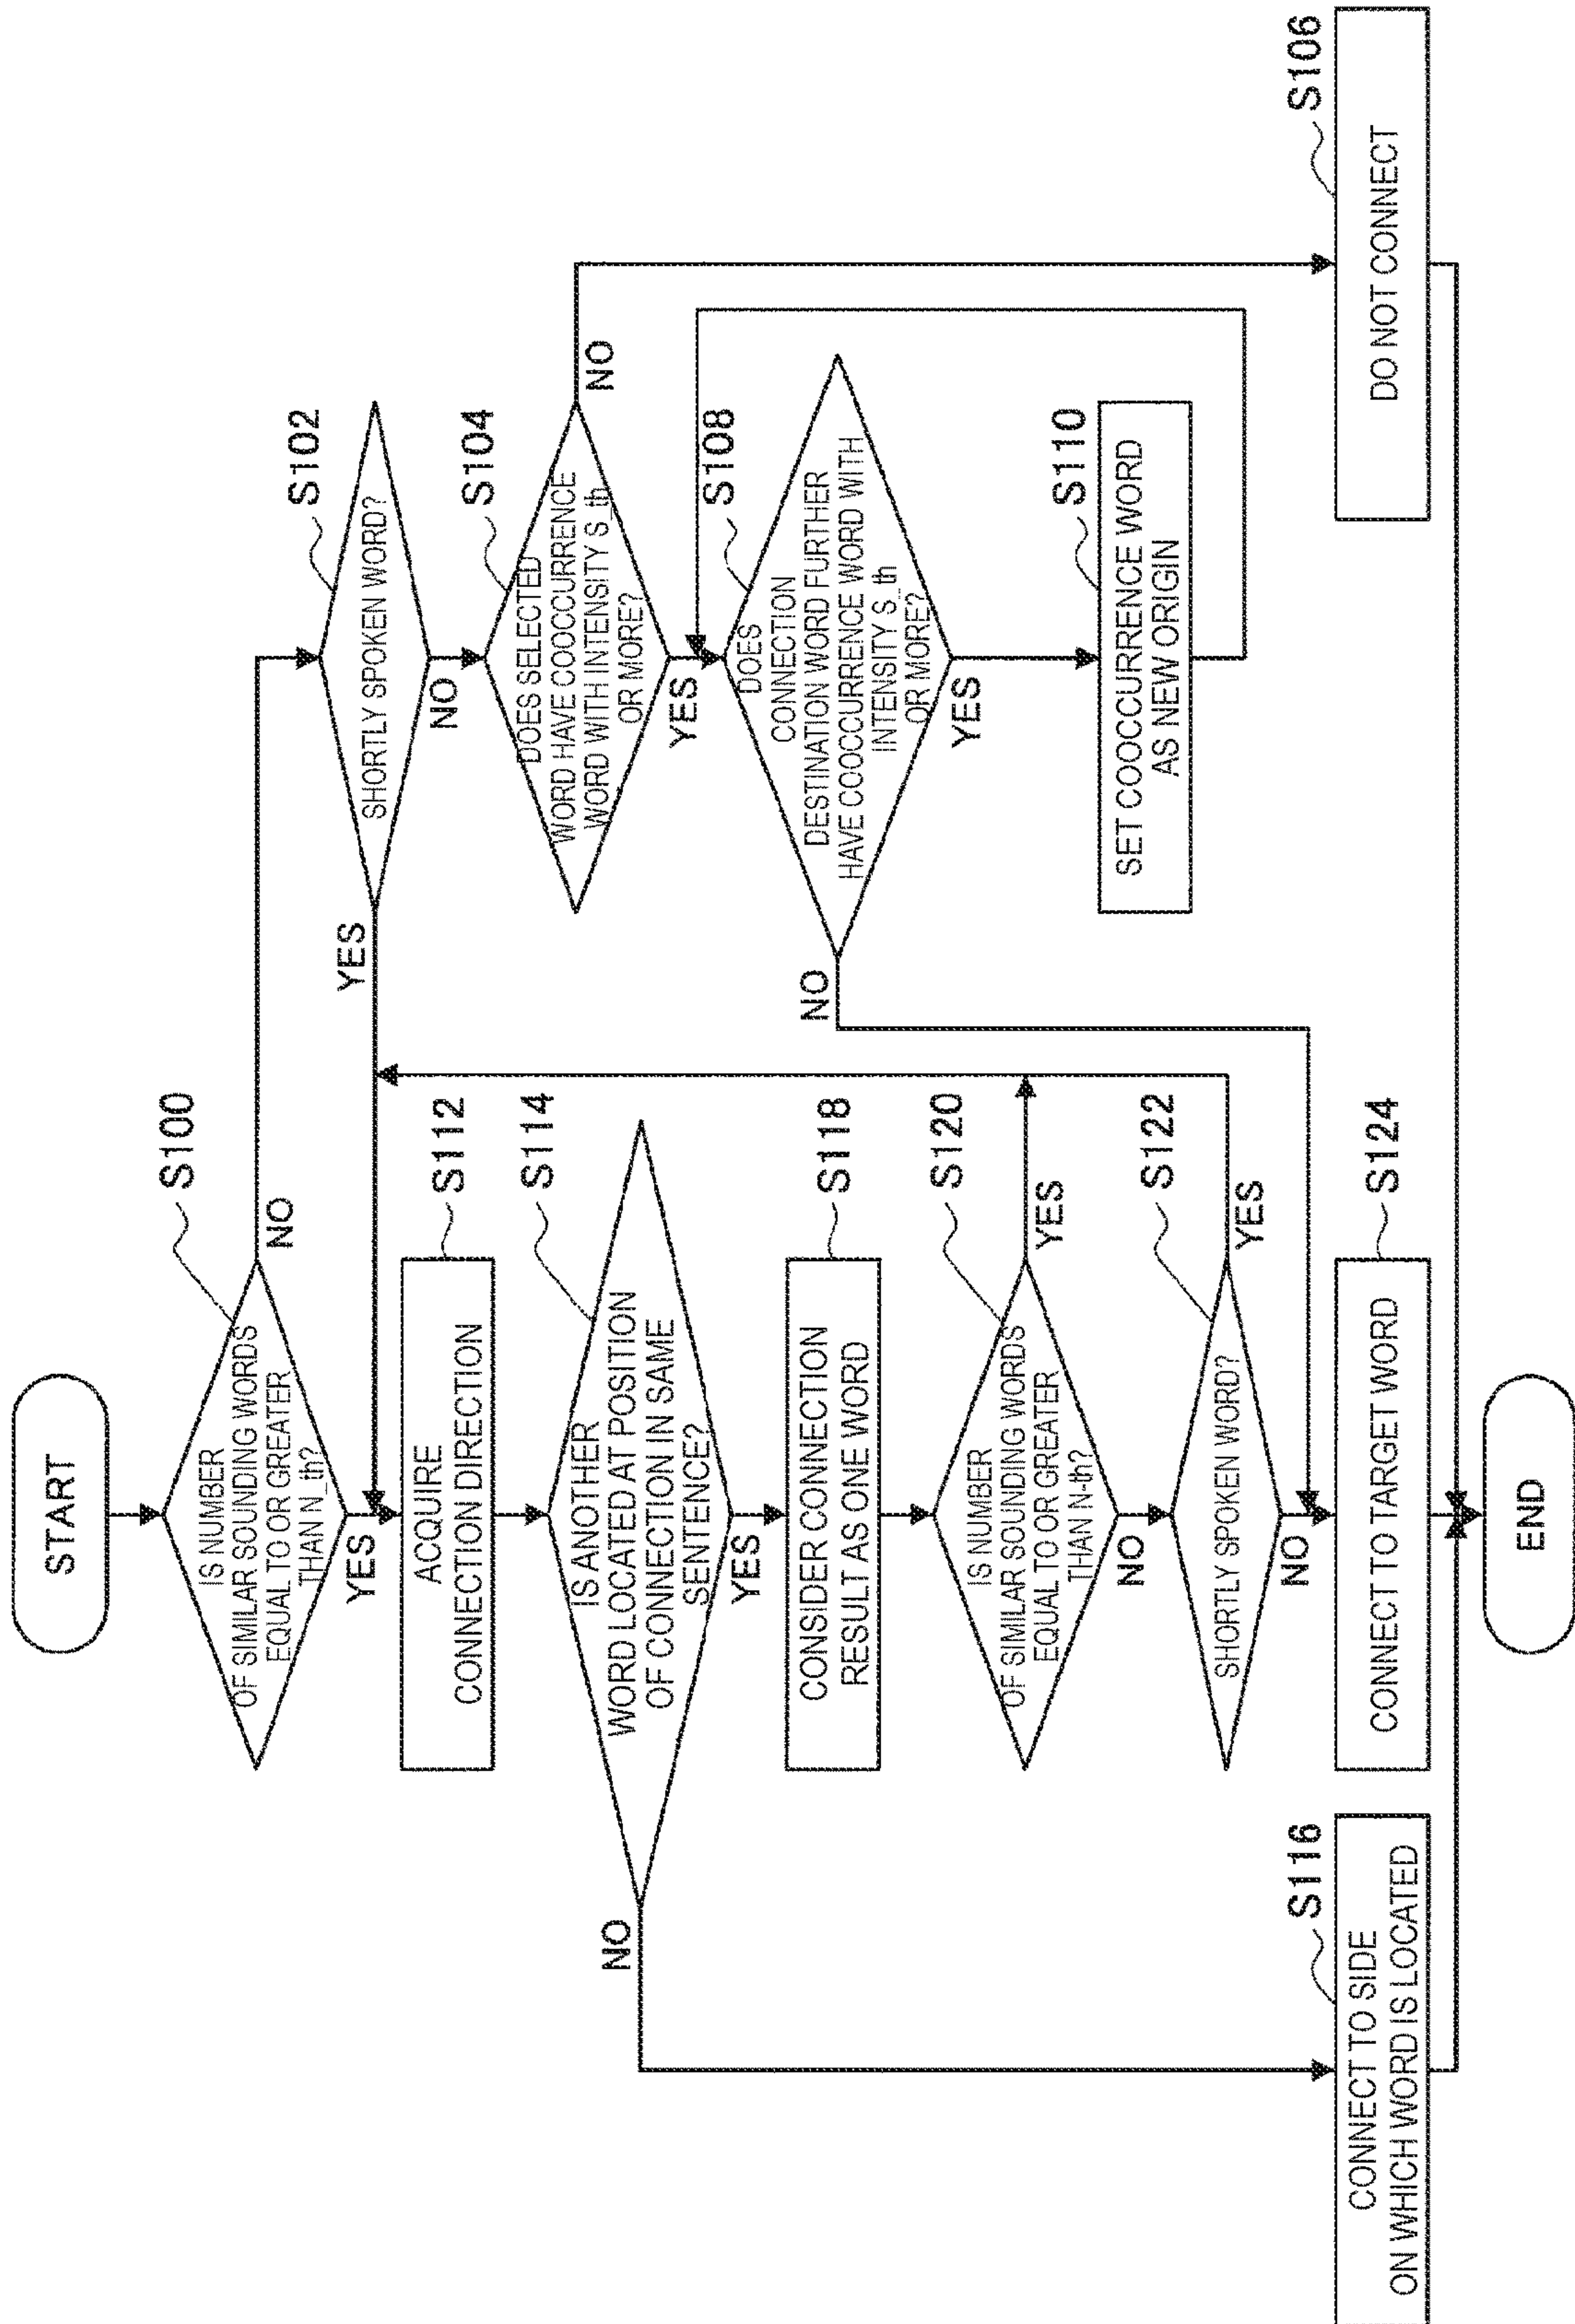 START
S100
IS NUMBER
OF SIMILAR SOUNDING WORDS
EQUAL TO OR GREATER
THAN N_th?
NO
YES
S102
SHORTLY SPOKEN WORD?
YES
NO
S112
ACQUIRE
CONNECTION DIRECTION
S104
DOES SELECTED
WORD HAVE COOCCURRENCE
WORD WITH INTENSITY S_th
OR MORE?
NO
YES
S114
IS ANOTHER
WORD LOCATED AT POSITION
OF CONNECTION IN SAME
SENTENCE?
NO
YES
S108
DOES
CONNECTION
DESTINATION WORD FURTHER
HAVE COOCCURRENCE WORD WITH
INTENSITY S_th
OR MORE?
NO
YES
S118
CONSIDER CONNECTION
RESULT AS ONE WORD
S120
IS NUMBER
OF SIMILAR SOUNDING WORDS
EQUAL TO OR GREATER
THAN N-th?
YES
NO
S110
SET COOCCURRENCE WORD
AS NEW ORIGIN
S122
SHORTLY SPOKEN WORD?
YES
NO
S116
CONNECT TO SIDE
ON WHICH WORD IS LOCATED
S124
CONNECT TO TARGET WORD
S106
DO NOT CONNECT
END